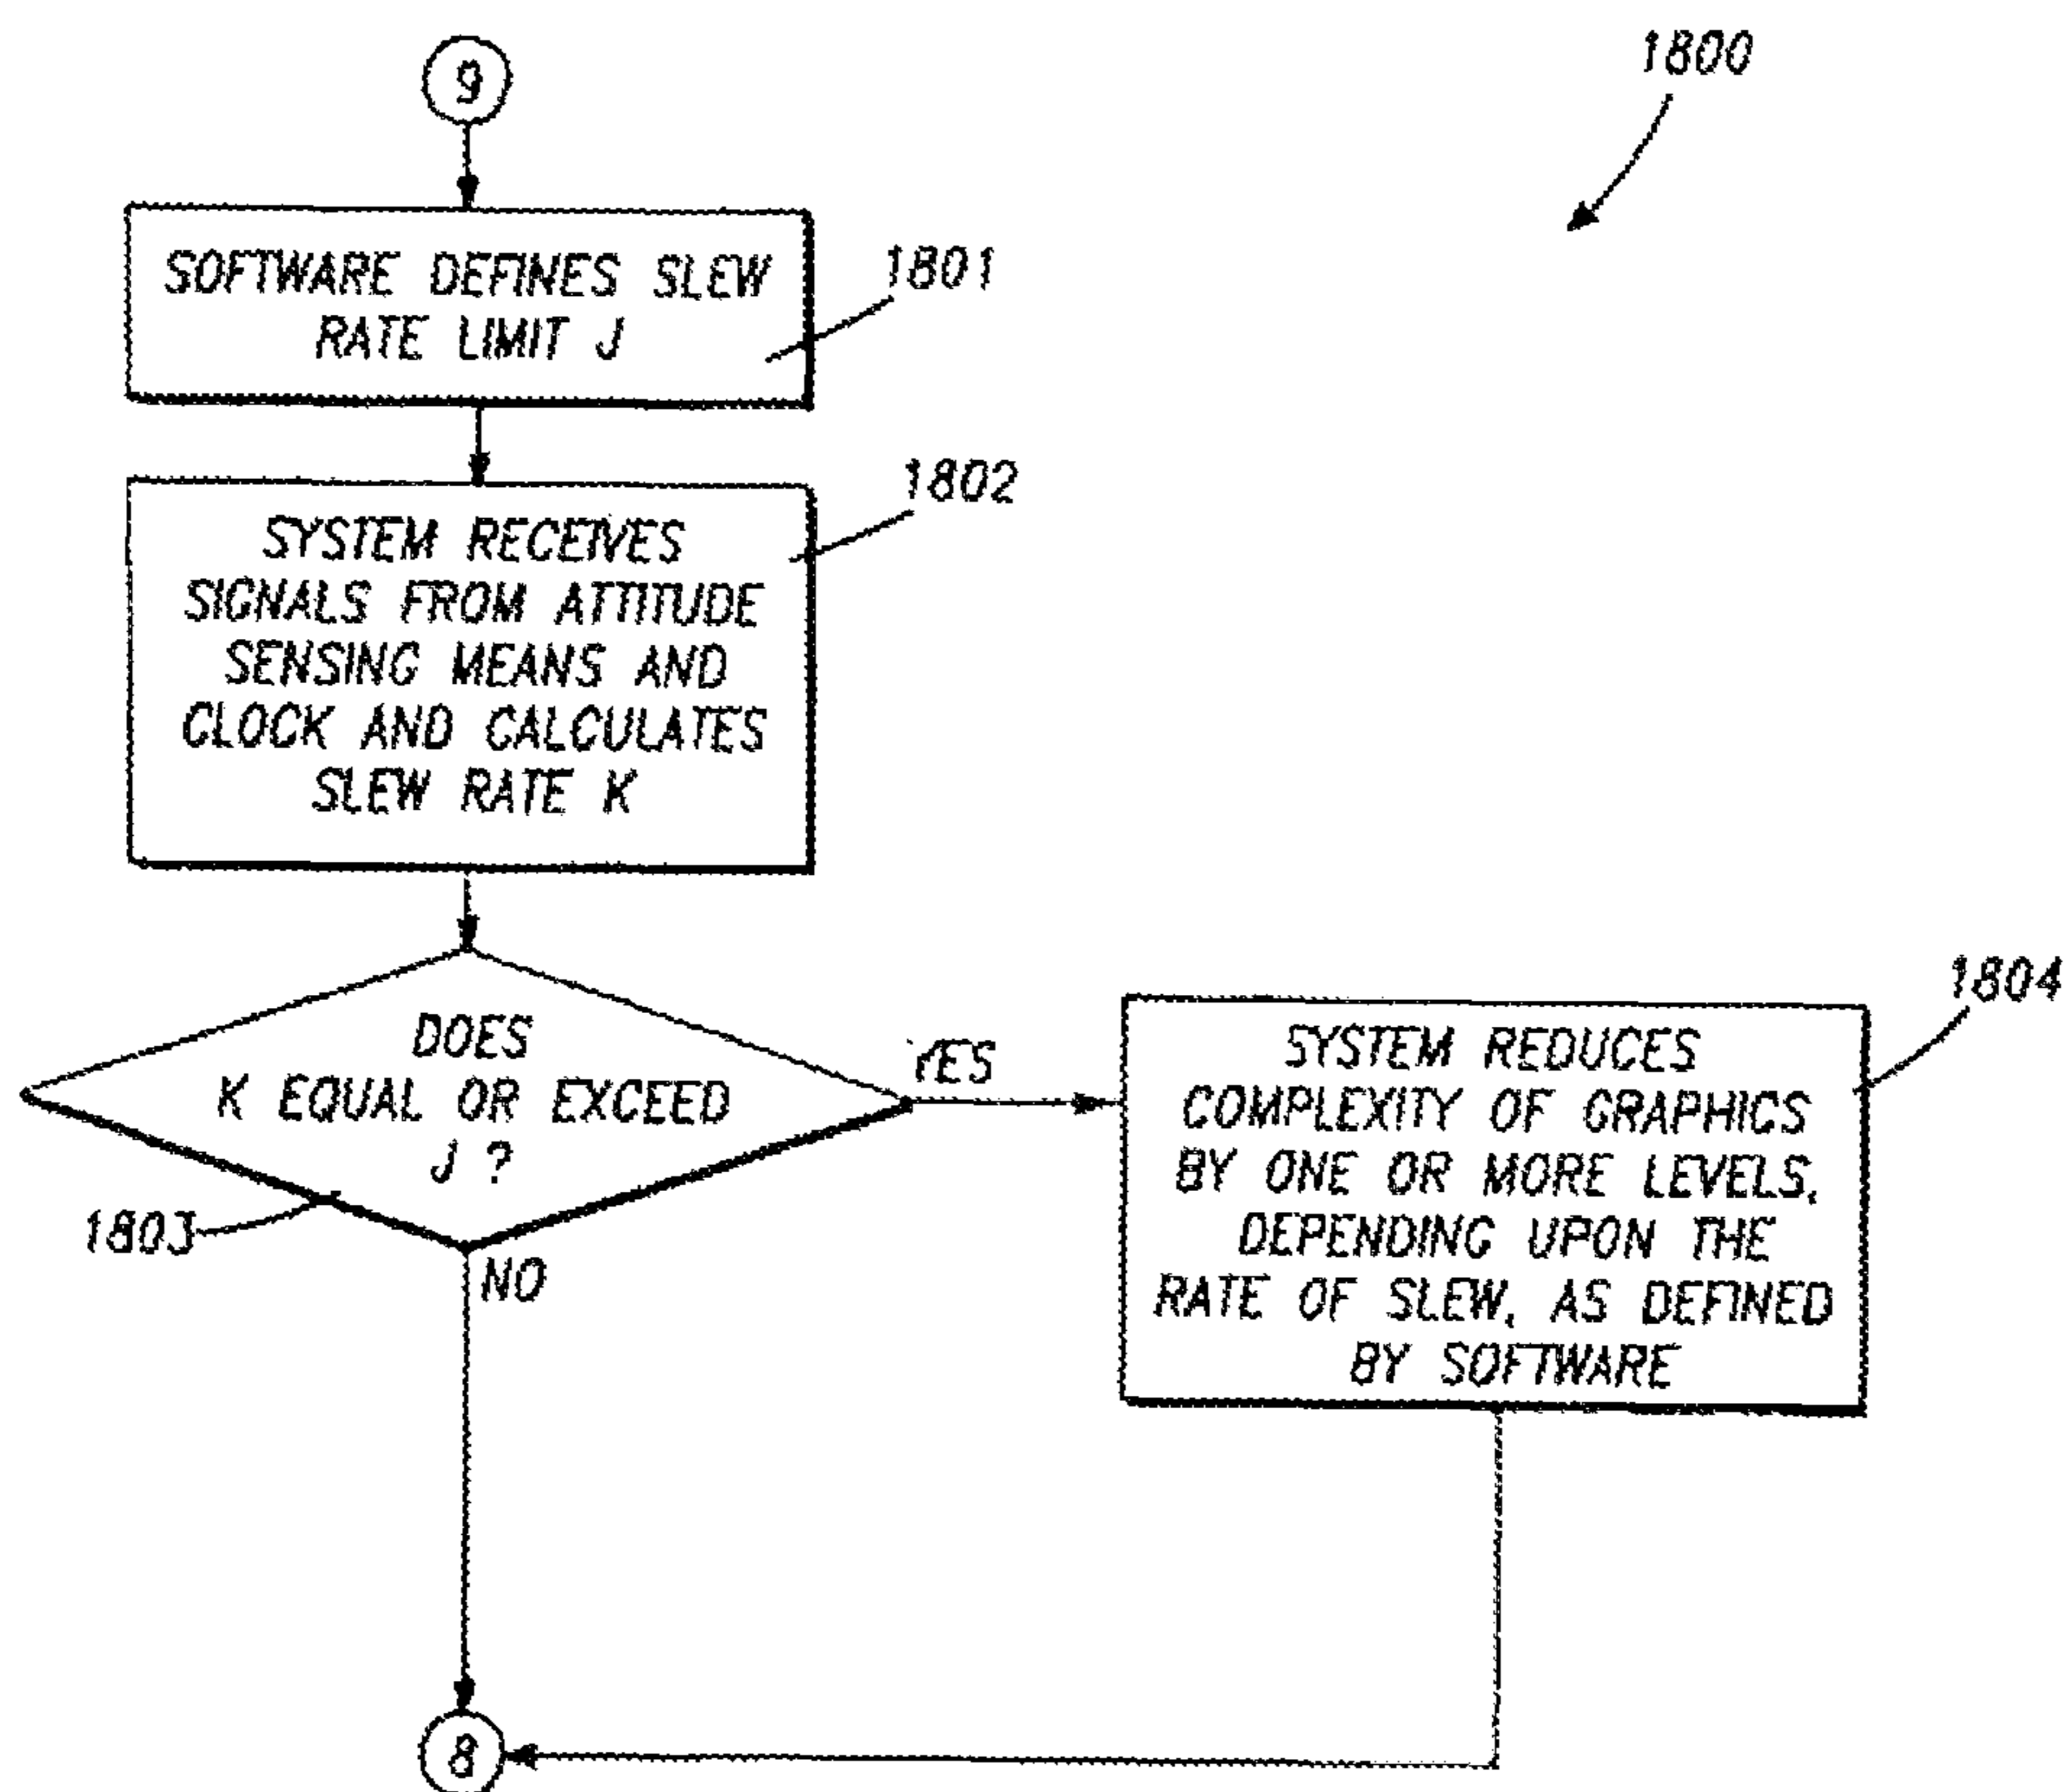 9
1800
SOFTWARE DEFINES SLEW
RATE LIMIT J
1801
1802
SYSTEM RECEIVES
SIGNALS FROM ATTITUDE
SENSING MEANS AND
CLOCK AND CALCULATES
SLEW RATE K
DOES
K EQUAL OR EXCEED
J ?
YES
1803
NO
1804
SYSTEM REDUCES
COMPLEXITY OF GRAPHICS
BY ONE OR MORE LEVELS,
DEPENDING UPON THE
RATE OF SLEW, AS DEFINED
BY SOFTWARE
8